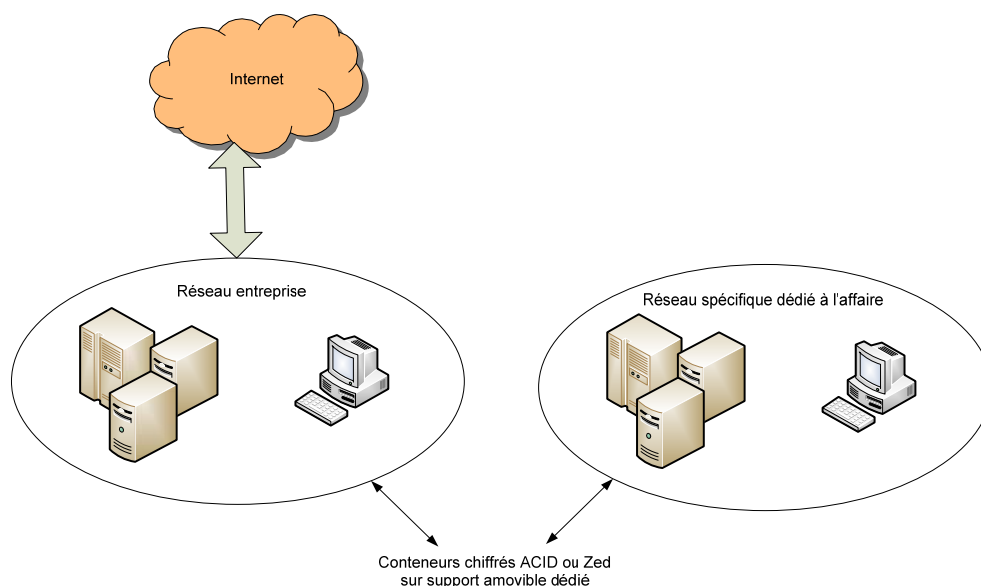 Internet
Réseau entreprise
Réseau spécifique dédié à l'affaire
Conteneurs chiffrés ACID ou Zed
sur support amovible dédié